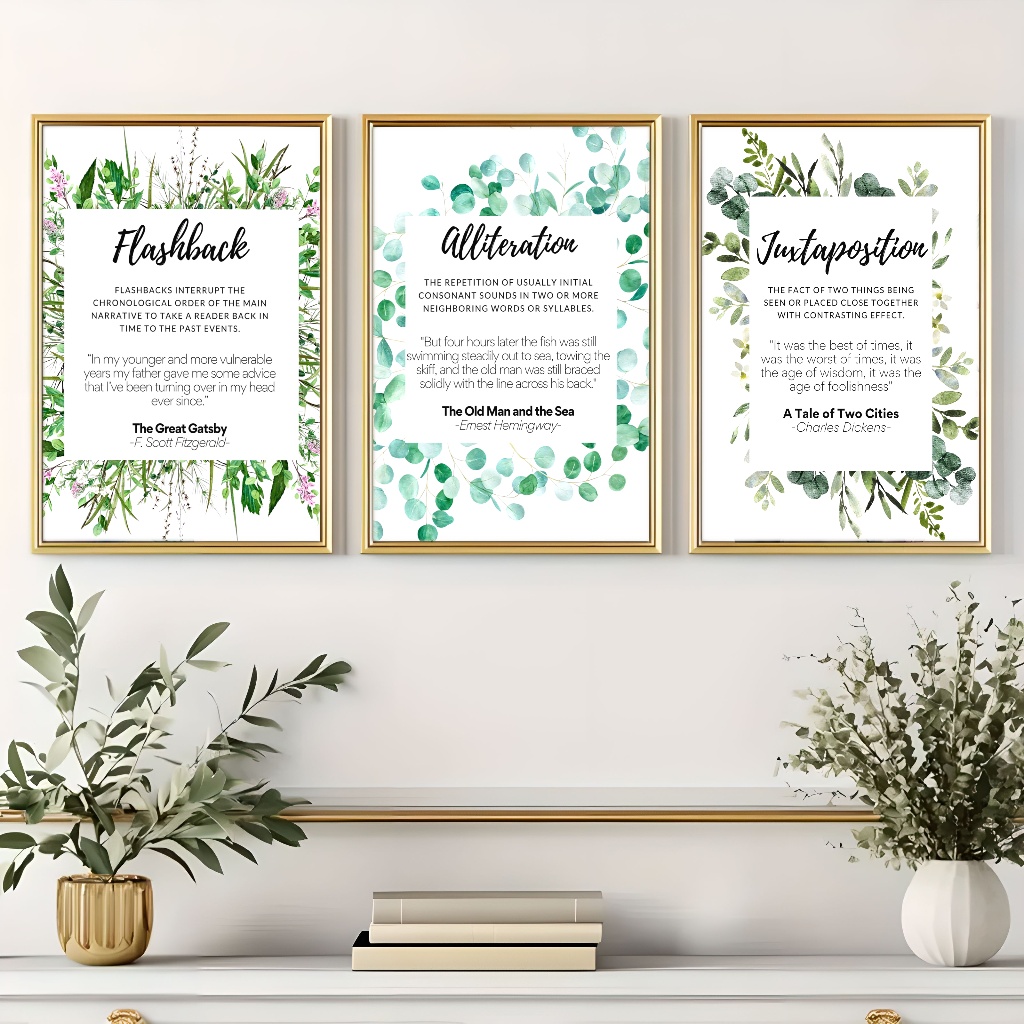 Flashback
FLASHBACKS INTERRUPT THE
CHRONOLOGICAL ORDER OF THE MAIN
NARRATIVE TO TAKE A READER BACK IN
TIME TO THE PAST EVENTS.
"In my younger and more vulnerable
years my father gave me some advice
that I've been turning over in my head
ever since."
The Great Gatsby
-F. Scott Fitzgerald-
Alliteration
THE REPETITION OF USUALLY INITIAL
CONSONANT SOUNDS IN TWO OR MORE
NEIGHBORING WORDS OR SYLLABLES.
"But four hours later the fish was still
swimming steadily out to sea, towing the
skiff, and the old man was still braced
solidly with the line across his back."
The Old Man and the Sea
-Ernest Hemingway-
Juxtaposition
THE FACT OF TWO THINGS BEING
SEEN OR PLACED CLOSE TOGETHER
WITH CONTRASTING EFFECT.
"It was the best of times, it
was the worst of times, it was
the age of wisdom, it was the
age of foolishness"
A Tale of Two Cities
-Charles Dickens-